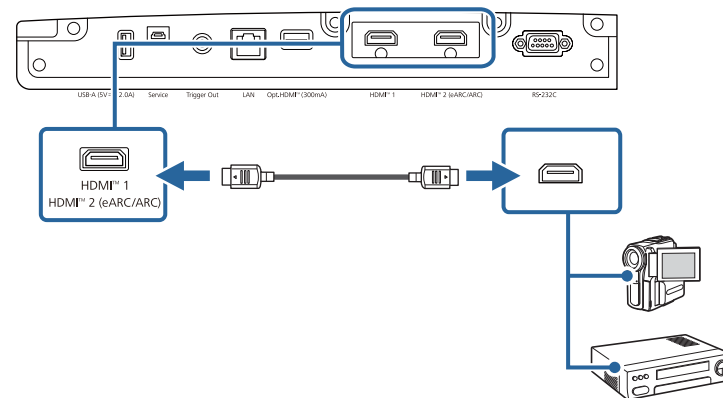 USB-A (5V⎓2.0A) Service Trigger Out LAN Opt.HDMI™ (300mA) HDMI™ 1 HDMI™ 2 (eARC/ARC) RS-232C
HDMI™ 1
HDMI™ 2 (eARC/ARC)